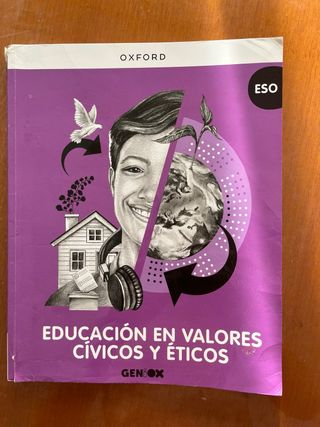 OXFORD
ESO
EDUCACIÓN EN VALORES
CÍVICOS Y ÉTICOS
GENiOX